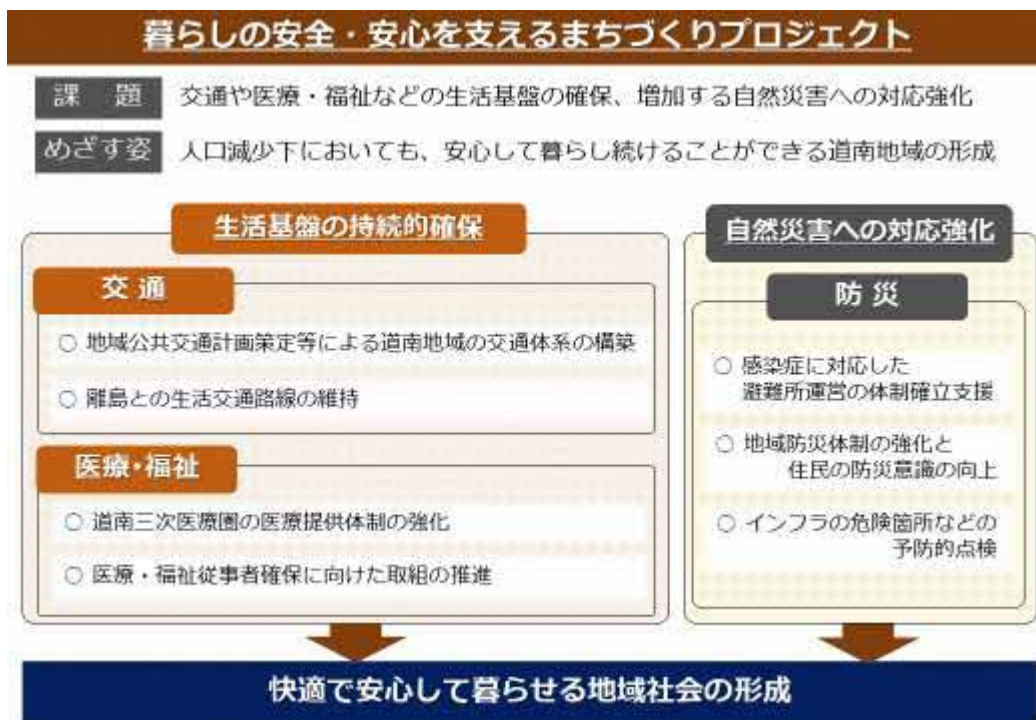 暮らしの安全・安心を支えるまちづくりプロジェクト
課 題 交通や医療・福祉などの生活基盤の確保、増加する自然災害への対応強化
めざす姿 人口減少下においても、安心して暮らし続けることができる道南地域の形成
生活基盤の持続的確保
交 通
○ 地域公共交通計画策定等による道南地域の交通体系の構築
○ 離島との生活交通路線の維持
医療・福祉
○ 道南三次医療圏の医療提供体制の強化
○ 医療・福祉従事者確保に向けた取組の推進
自然災害への対応強化
防 災
○ 感染症に対応した
避難所運営の体制確立支援
○ 地域防災体制の強化と
住民の防災意識の向上
○ インフラの危険箇所などの
予防的点検
快適で安心して暮らせる地域社会の形成